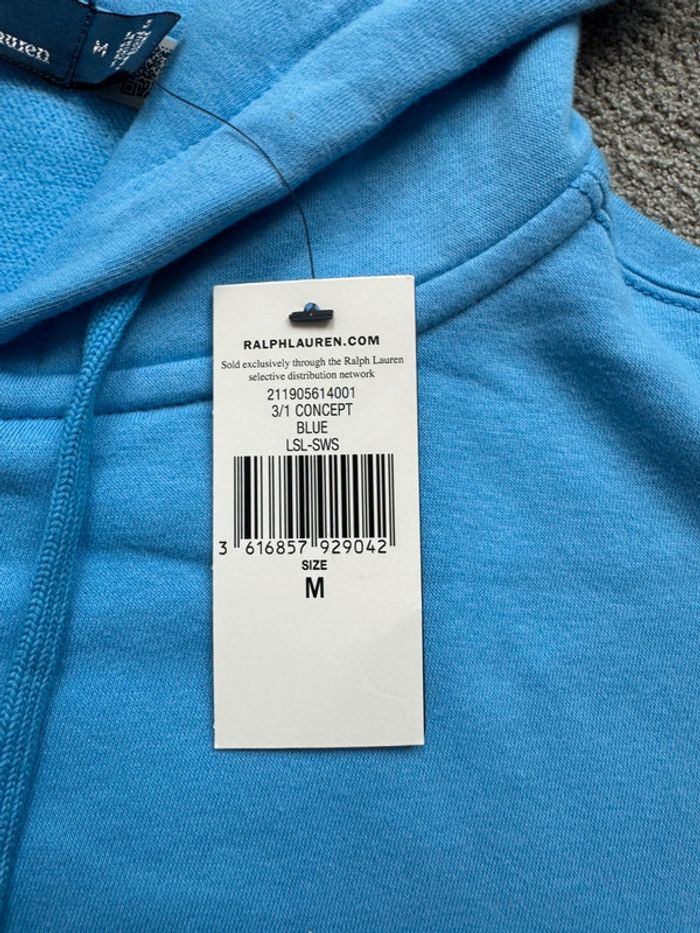 auren
M
RALPHLAUREN.COM
Sold exclusively through the Ralph Lauren
selective distribution network
211905614001
3/1 CONCEPT
BLUE
LSL-SWS
3 616857 929042
SIZE
M